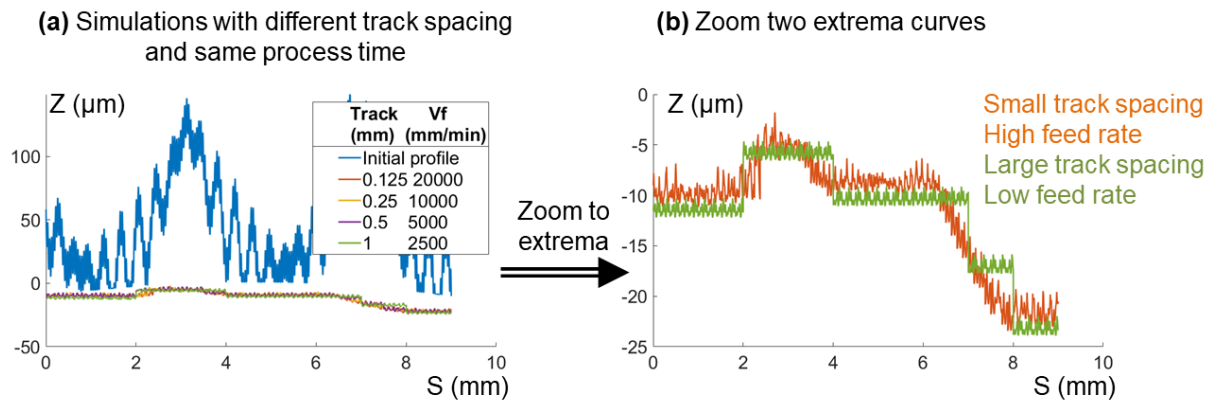 (a) Simulations with different track spacing
and same process time
Z (µm)
100
50
0
-50
0
2
4
6
8
10
S (mm)
Track Vf
(mm) (mm/min)
Initial profile
0.125 20000
0.25 10000
0.5 5000
1 2500
Zoom to
extrema
(b) Zoom two extrema curves
Z (µm)
0
-5
-10
-15
-20
-25
0
2
4
6
8
10
S (mm)
Small track spacing
High feed rate
Large track spacing
Low feed rate